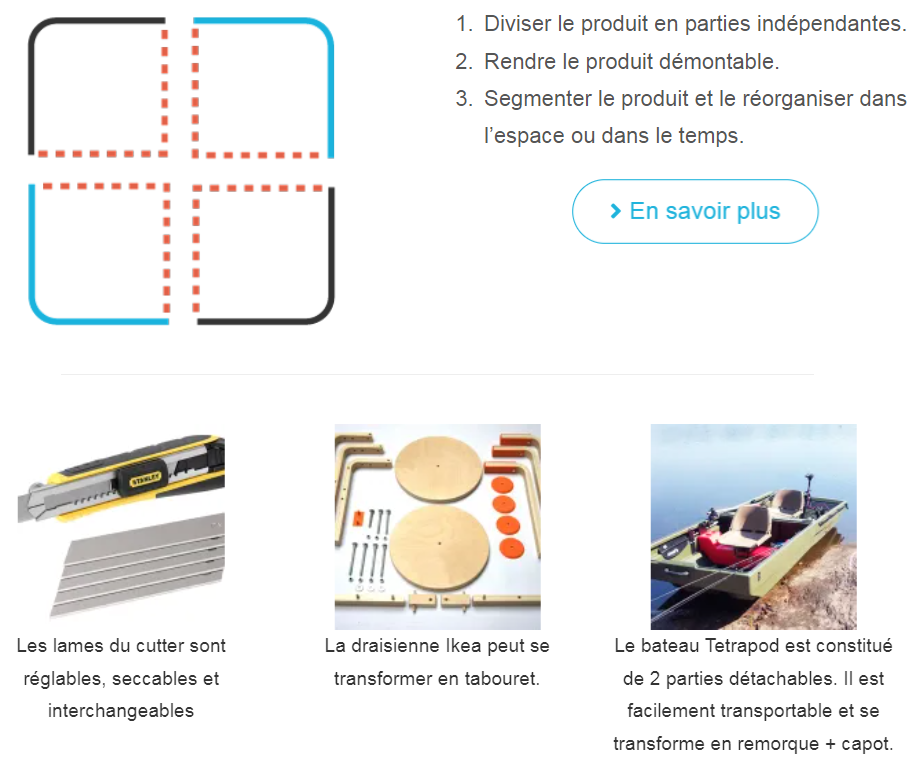 1. Diviser le produit en parties indépendantes.
2. Rendre le produit démontable.
3. Segmenter le produit et le réorganiser dans
l’espace ou dans le temps.
En savoir plus
STANLEY
Les lames du cutter sont
réglables, seccables et
interchangeables
La draisienne Ikea peut se
transformer en tabouret.
Le bateau Tetrapod est constitué
de 2 parties détachables. Il est
facilement transportable et se
transforme en remorque + capot.